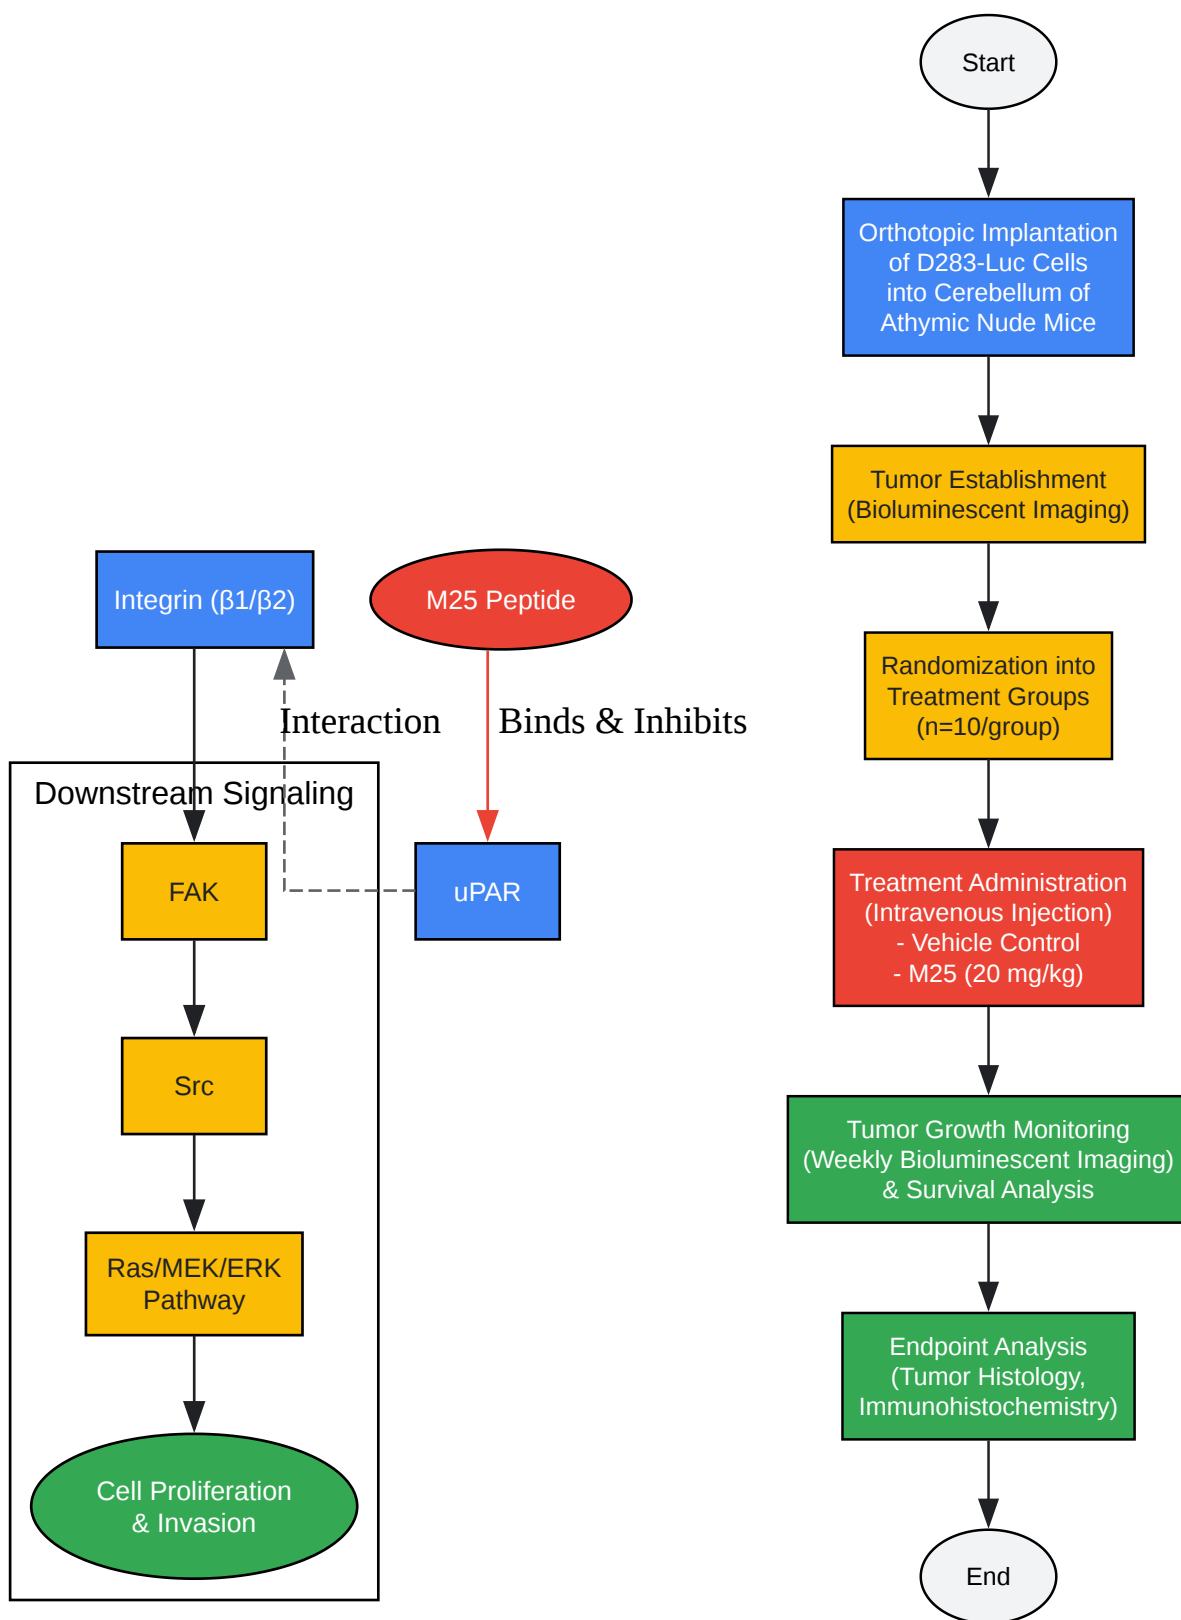 Integrin (β1/β2)
M25 Peptide
Interaction
Binds & Inhibits
Downstream Signaling
FAK
uPAR
Src
Ras/MEK/ERK
Pathway
Cell Proliferation
& Invasion
Start
Orthotopic Implantation
of D283-Luc Cells
into Cerebellum of
Athymic Nude Mice
Tumor Establishment
(Bioluminescent Imaging)
Randomization into
Treatment Groups
(n=10/group)
Treatment Administration
(Intravenous Injection)
- Vehicle Control
- M25 (20 mg/kg)
Tumor Growth Monitoring
(Weekly Bioluminescent Imaging)
& Survival Analysis
Endpoint Analysis
(Tumor Histology,
Immunohistochemistry)
End